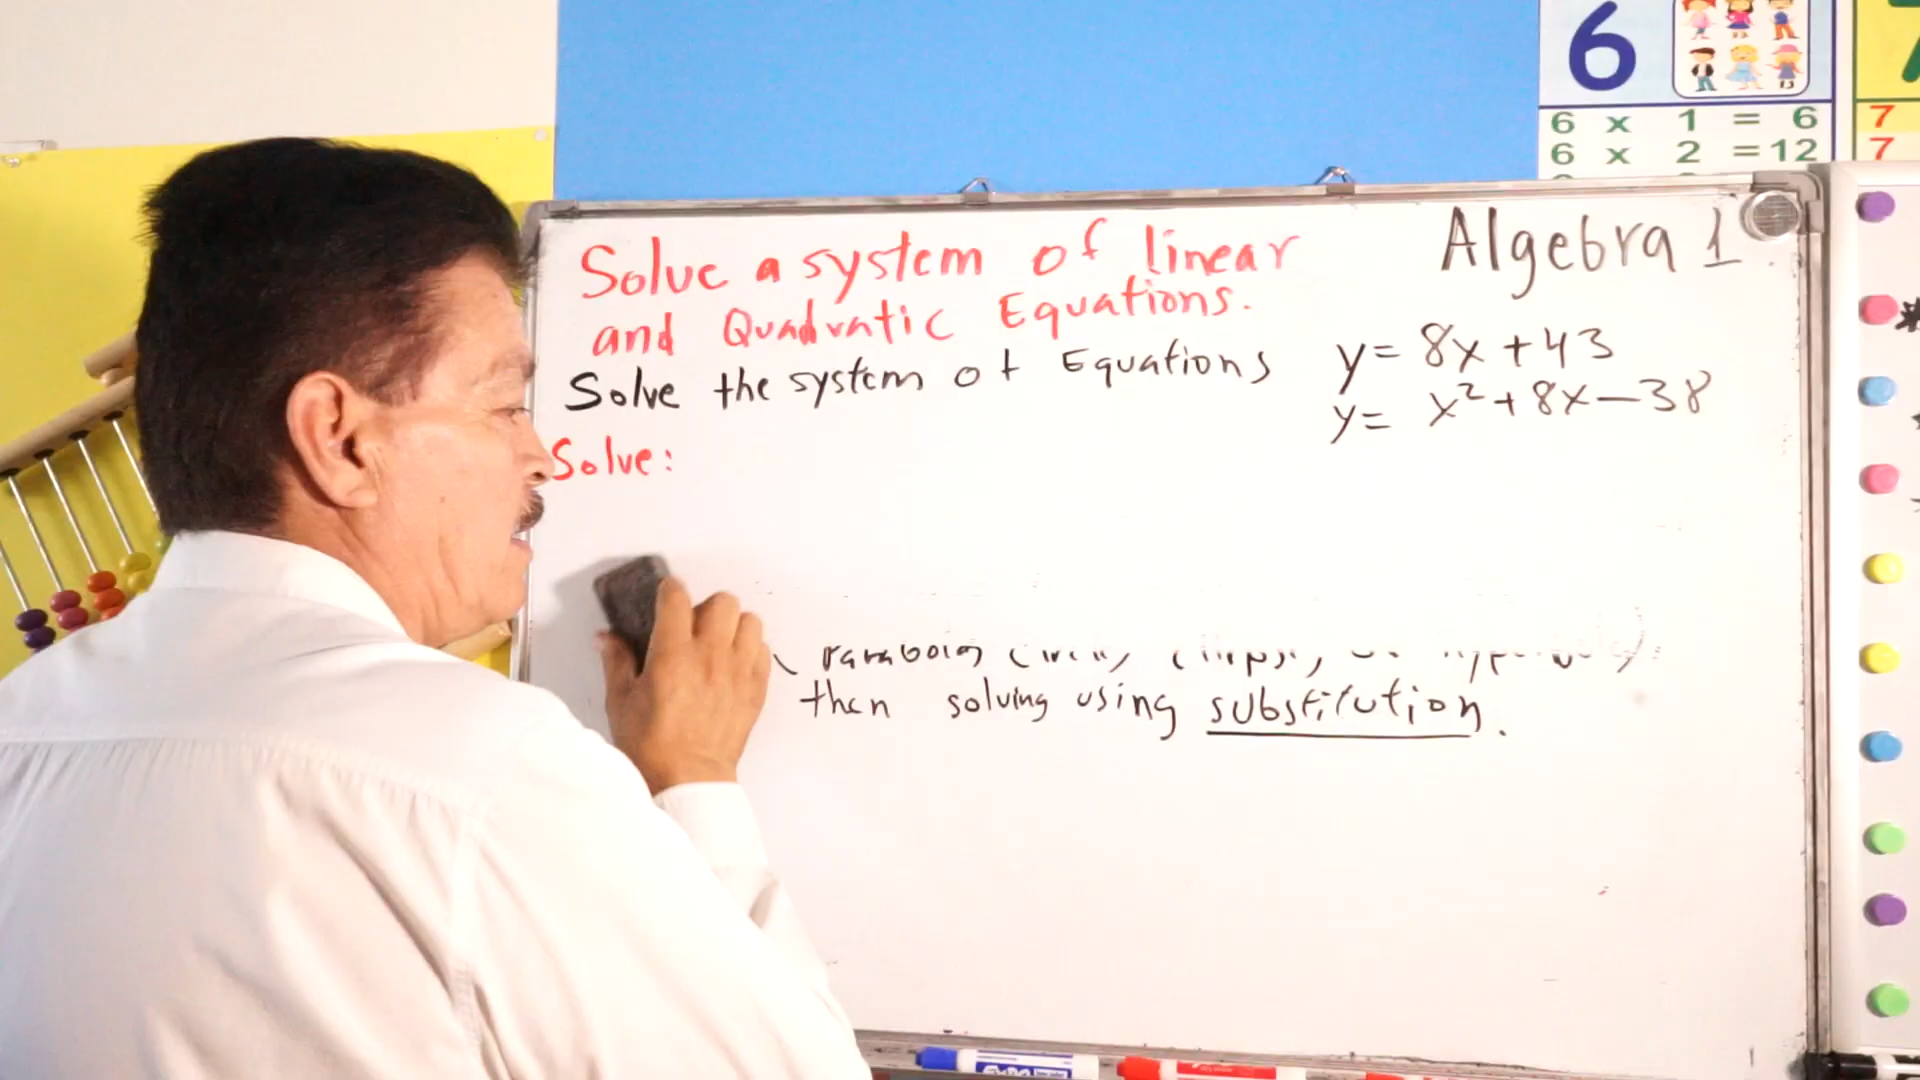 6
6 x 1 = 6
6 x 2 = 12
7
7
Algebra 1
Solve a system of linear
and Quadratic Equations.
Solve the system of Equations
y = 8x + 43
y = x² + 8x – 38
Solve:
then solving using substitution.
EXPO